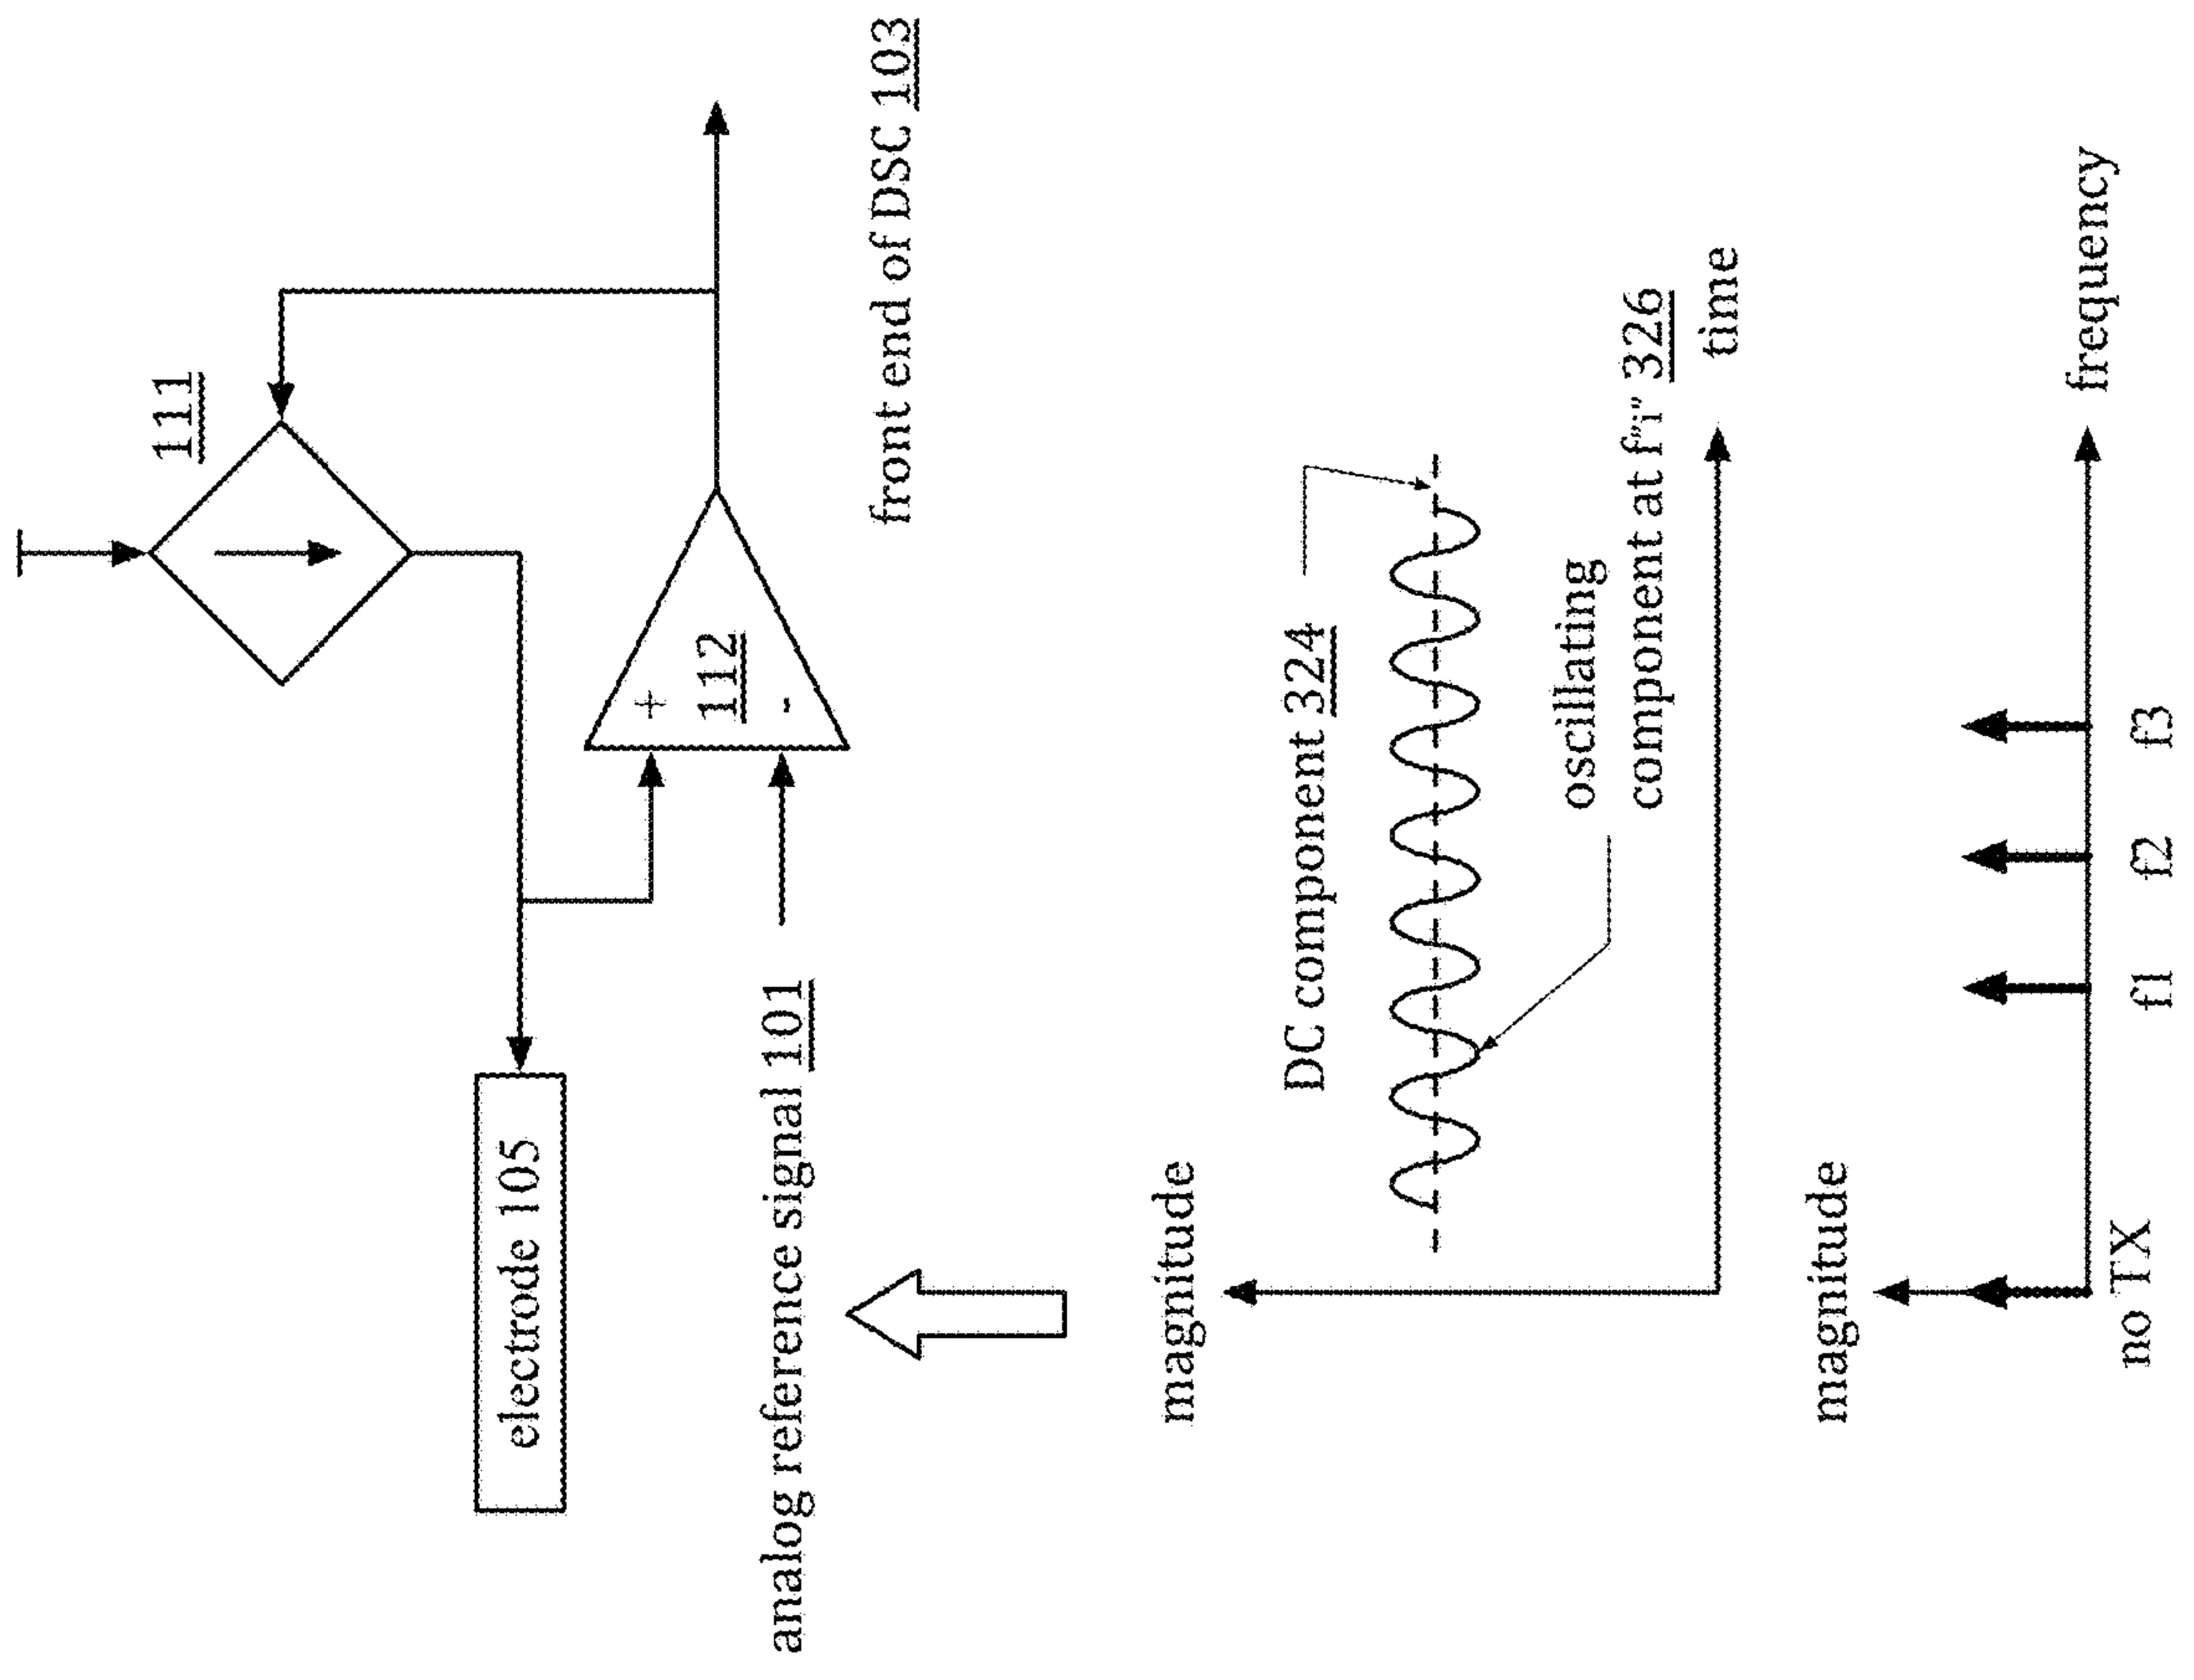 111
+
112
-
electrode 105
analog reference signal 101
front end of DSC 103
magnitude
DC component 324
oscillating
component at f"i" 326
time
magnitude
no TX
f1
f2
f3
frequency